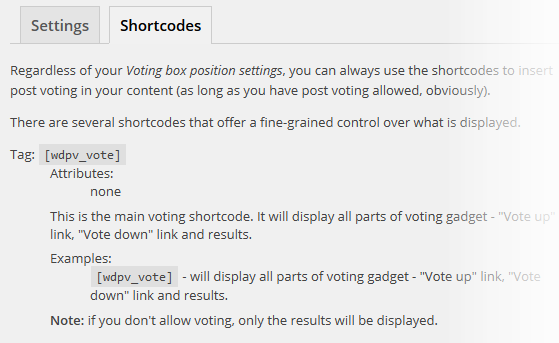 Settings Shortcodes
Regardless of your Voting box position settings, you can always use the shortcodes to insert
post voting in your content (as long as you have post voting allowed, obviously).
There are several shortcodes that offer a fine-grained control over what is displayed.
Tag: [wdpv_vote]
Attributes:
none
This is the main voting shortcode. It will display all parts of voting gadget - "Vote up"
link, "Vote down" link and results.
Examples:
[wdpv_vote] - will display all parts of voting gadget - "Vote up" link, "Vote
down" link and results.
Note: if you don't allow voting, only the results will be displayed.